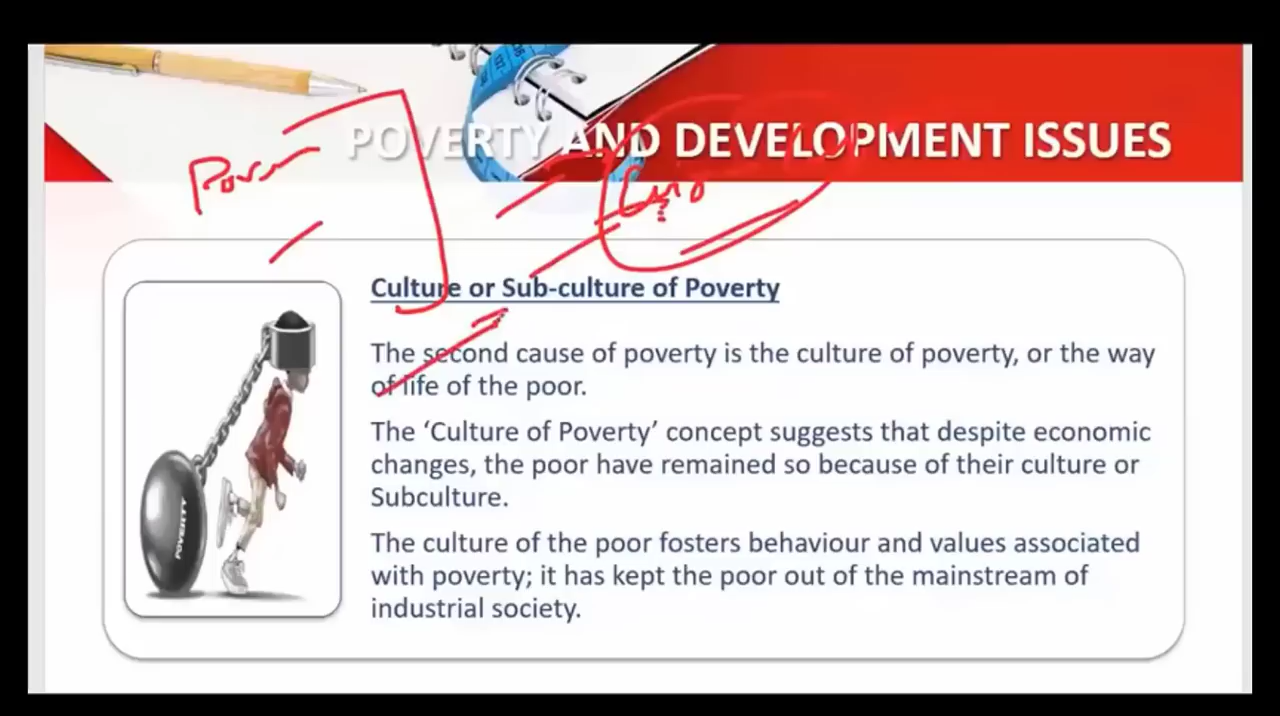 POVERTY AND DEVELOPMENT ISSUES
Culture or Sub-culture of Poverty
The second cause of poverty is the culture of poverty, or the way
of life of the poor.
The ‘Culture of Poverty’ concept suggests that despite economic
changes, the poor have remained so because of their culture or
Subculture.
The culture of the poor fosters behaviour and values associated
with poverty; it has kept the poor out of the mainstream of
industrial society.
POVERTY